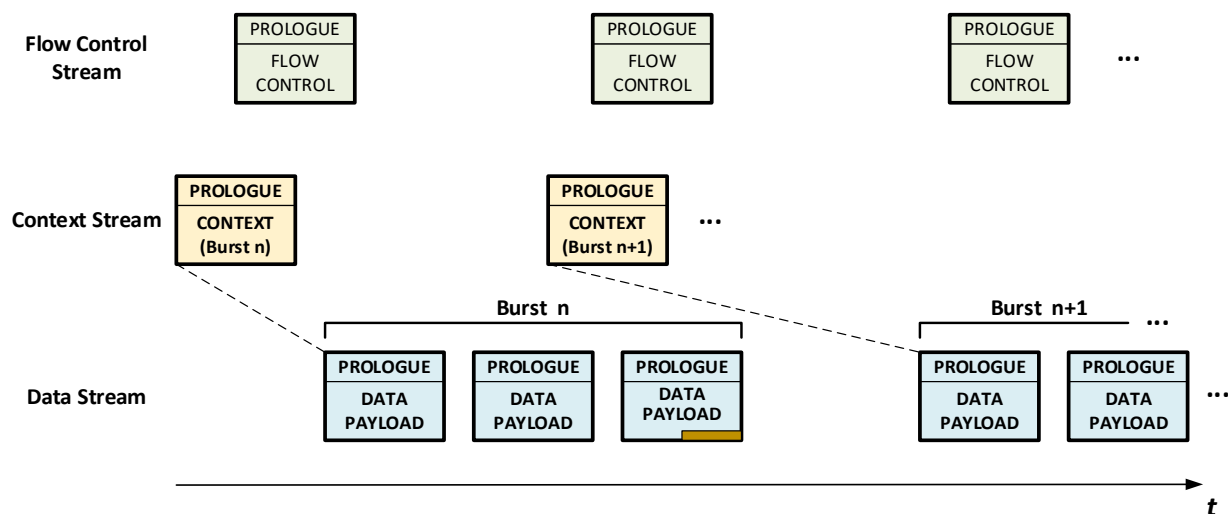 Flow Control
Stream
PROLOGUE
FLOW
CONTROL
PROLOGUE
FLOW
CONTROL
PROLOGUE
FLOW
CONTROL
...
Context Stream
PROLOGUE
CONTEXT
(Burst n)
PROLOGUE
CONTEXT
(Burst n+1)
...
Burst n
Burst n+1
...
Data Stream
PROLOGUE
DATA
PAYLOAD
PROLOGUE
DATA
PAYLOAD
PROLOGUE
DATA
PAYLOAD
PROLOGUE
DATA
PAYLOAD
PROLOGUE
DATA
PAYLOAD
...
t